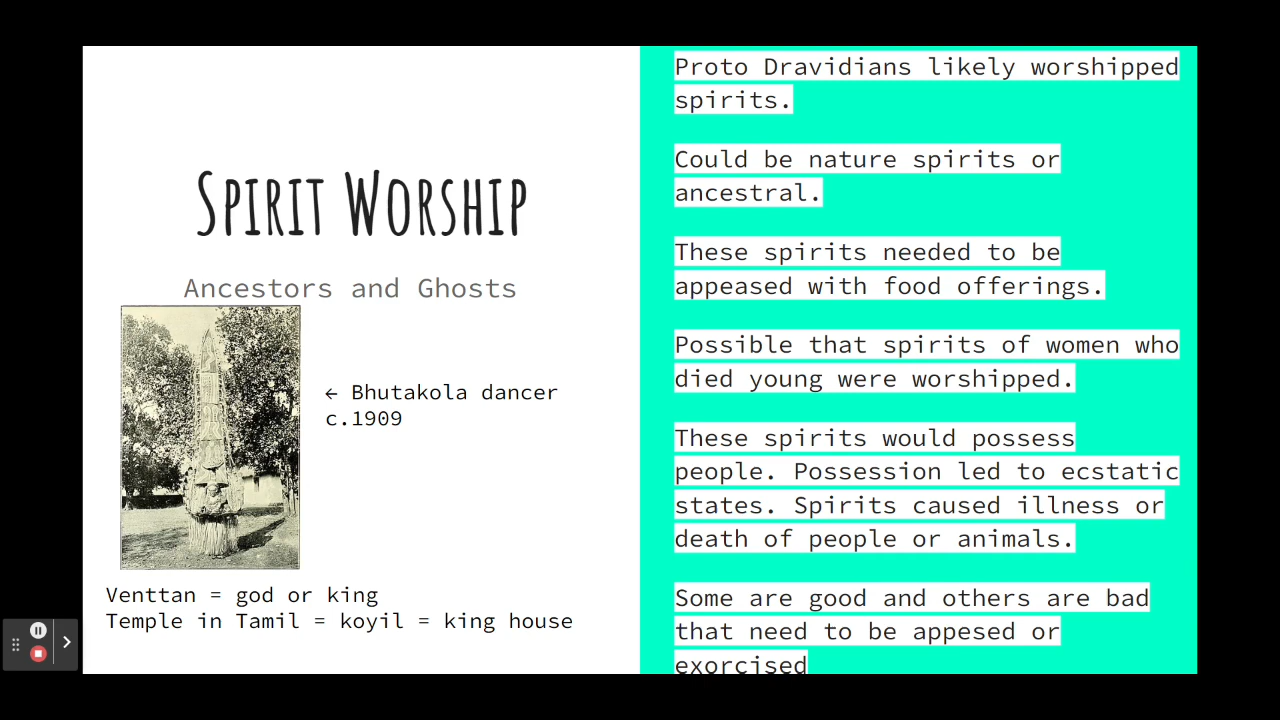 Spirit Worship
Ancestors and Ghosts
← Bhutakola dancer
c.1909
Venttan = god or king
Temple in Tamil = koyil = king house
Proto Dravidians likely worshipped
spirits.
Could be nature spirits or
ancestral.
These spirits needed to be
appeased with food offerings.
Possible that spirits of women who
died young were worshipped.
These spirits would possess
people. Possession led to ecstatic
states. Spirits caused illness or
death of people or animals.
Some are good and others are bad
that need to be appesed or
exorcised